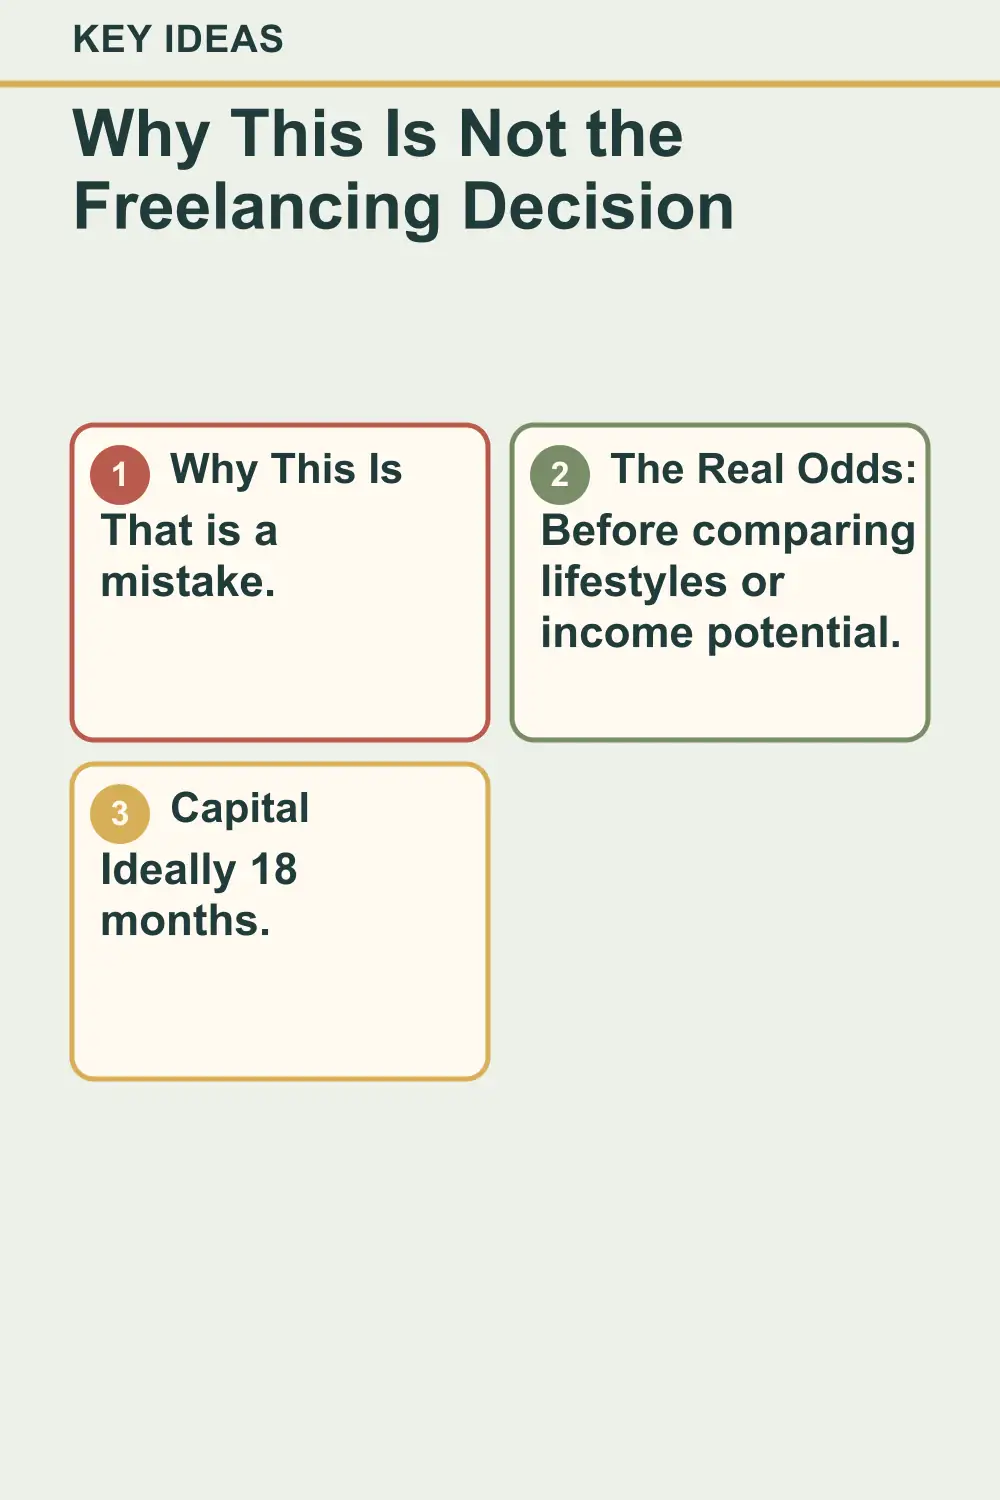 KEY IDEAS
Why This Is Not the
Freelancing Decision
1 Why This Is
That is a
mistake.
2 The Real Odds:
Before comparing
lifestyles or
income potential.
3 Capital
Ideally 18
months.